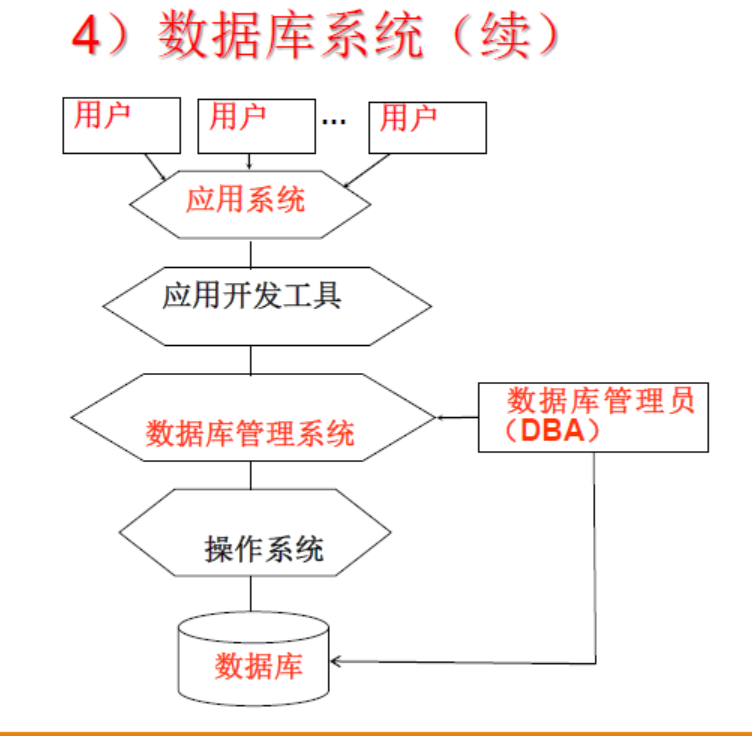 4）数据库系统（续）
用户
用户
…
用户
应用系统
应用开发工具
数据库管理系统
数据库管理员
（DBA）
操作系统
数据库